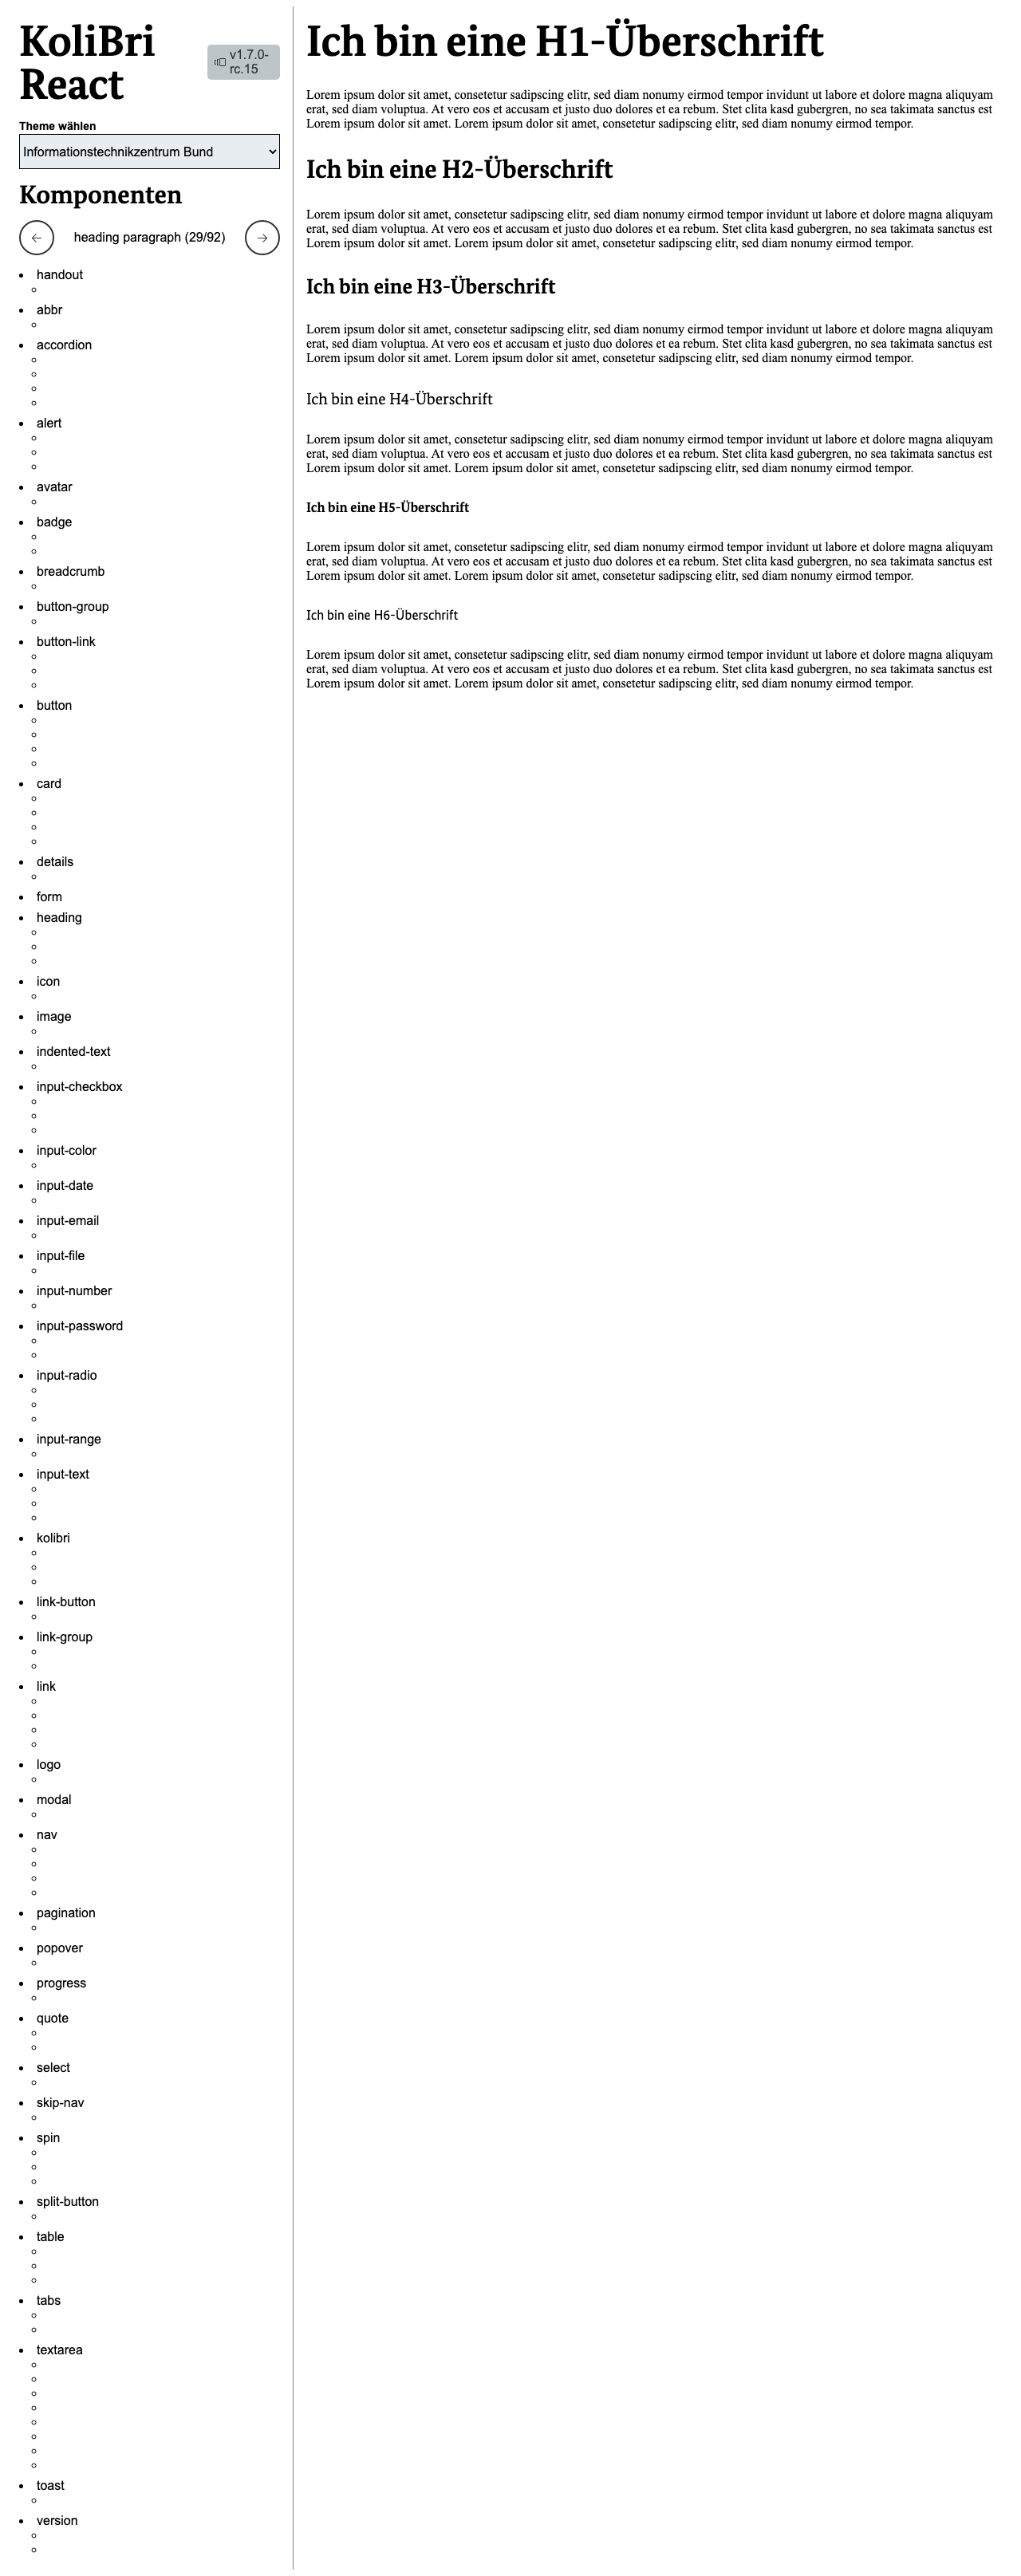 KoliBri
React
v1.7.0-
rc.15
Theme wählen
Informationstechnikzentrum Bund
Komponenten
heading paragraph (29/92)
handout
abbr
accordion
alert
avatar
badge
breadcrumb
button-group
button-link
button
card
details
form
heading
icon
image
indented-text
input-checkbox
input-color
input-date
input-email
input-file
input-number
input-password
input-radio
input-range
input-text
kolibri
link-button
link-group
link
logo
modal
nav
pagination
popover
progress
quote
select
skip-nav
spin
split-button
table
tabs
textarea
toast
version
Ich bin eine H1-Überschrift
Lorem ipsum dolor sit amet, consetetur sadipscing elitr, sed diam nonumy eirmod tempor invidunt ut labore et dolore magna aliquyam
erat, sed diam voluptua. At vero eos et accusam et justo duo dolores et ea rebum. Stet clita kasd gubergren, no sea takimata sanctus est
Lorem ipsum dolor sit amet. Lorem ipsum dolor sit amet, consetetur sadipscing elitr, sed diam nonumy eirmod tempor.
Ich bin eine H2-Überschrift
Lorem ipsum dolor sit amet, consetetur sadipscing elitr, sed diam nonumy eirmod tempor invidunt ut labore et dolore magna aliquyam
erat, sed diam voluptua. At vero eos et accusam et justo duo dolores et ea rebum. Stet clita kasd gubergren, no sea takimata sanctus est
Lorem ipsum dolor sit amet. Lorem ipsum dolor sit amet, consetetur sadipscing elitr, sed diam nonumy eirmod tempor.
Ich bin eine H3-Überschrift
Lorem ipsum dolor sit amet, consetetur sadipscing elitr, sed diam nonumy eirmod tempor invidunt ut labore et dolore magna aliquyam
erat, sed diam voluptua. At vero eos et accusam et justo duo dolores et ea rebum. Stet clita kasd gubergren, no sea takimata sanctus est
Lorem ipsum dolor sit amet. Lorem ipsum dolor sit amet, consetetur sadipscing elitr, sed diam nonumy eirmod tempor.
Ich bin eine H4-Überschrift
Lorem ipsum dolor sit amet, consetetur sadipscing elitr, sed diam nonumy eirmod tempor invidunt ut labore et dolore magna aliquyam
erat, sed diam voluptua. At vero eos et accusam et justo duo dolores et ea rebum. Stet clita kasd gubergren, no sea takimata sanctus est
Lorem ipsum dolor sit amet. Lorem ipsum dolor sit amet, consetetur sadipscing elitr, sed diam nonumy eirmod tempor.
Ich bin eine H5-Überschrift
Lorem ipsum dolor sit amet, consetetur sadipscing elitr, sed diam nonumy eirmod tempor invidunt ut labore et dolore magna aliquyam
erat, sed diam voluptua. At vero eos et accusam et justo duo dolores et ea rebum. Stet clita kasd gubergren, no sea takimata sanctus est
Lorem ipsum dolor sit amet. Lorem ipsum dolor sit amet, consetetur sadipscing elitr, sed diam nonumy eirmod tempor.
Ich bin eine H6-Überschrift
Lorem ipsum dolor sit amet, consetetur sadipscing elitr, sed diam nonumy eirmod tempor invidunt ut labore et dolore magna aliquyam
erat, sed diam voluptua. At vero eos et accusam et justo duo dolores et ea rebum. Stet clita kasd gubergren, no sea takimata sanctus est
Lorem ipsum dolor sit amet. Lorem ipsum dolor sit amet, consetetur sadipscing elitr, sed diam nonumy eirmod tempor.